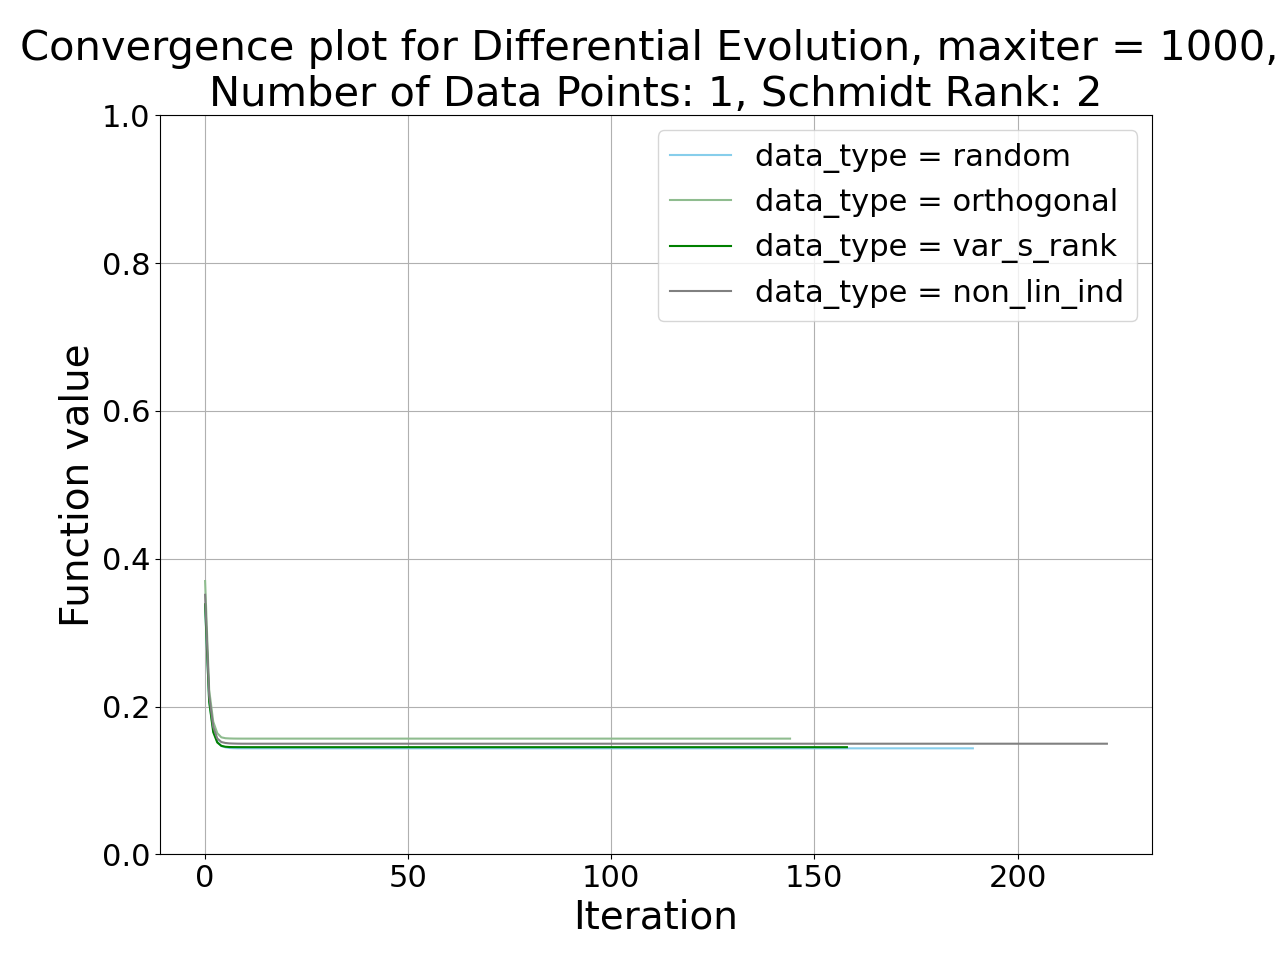 Convergence plot for Differential Evolution, maxiter = 1000,
Number of Data Points: 1, Schmidt Rank: 2
1.0
0.8
0.6
0.4
0.2
0.0
Function value
data_type = random
data_type = orthogonal
data_type = var_s_rank
data_type = non_lin_ind
0
50
100
150
200
Iteration